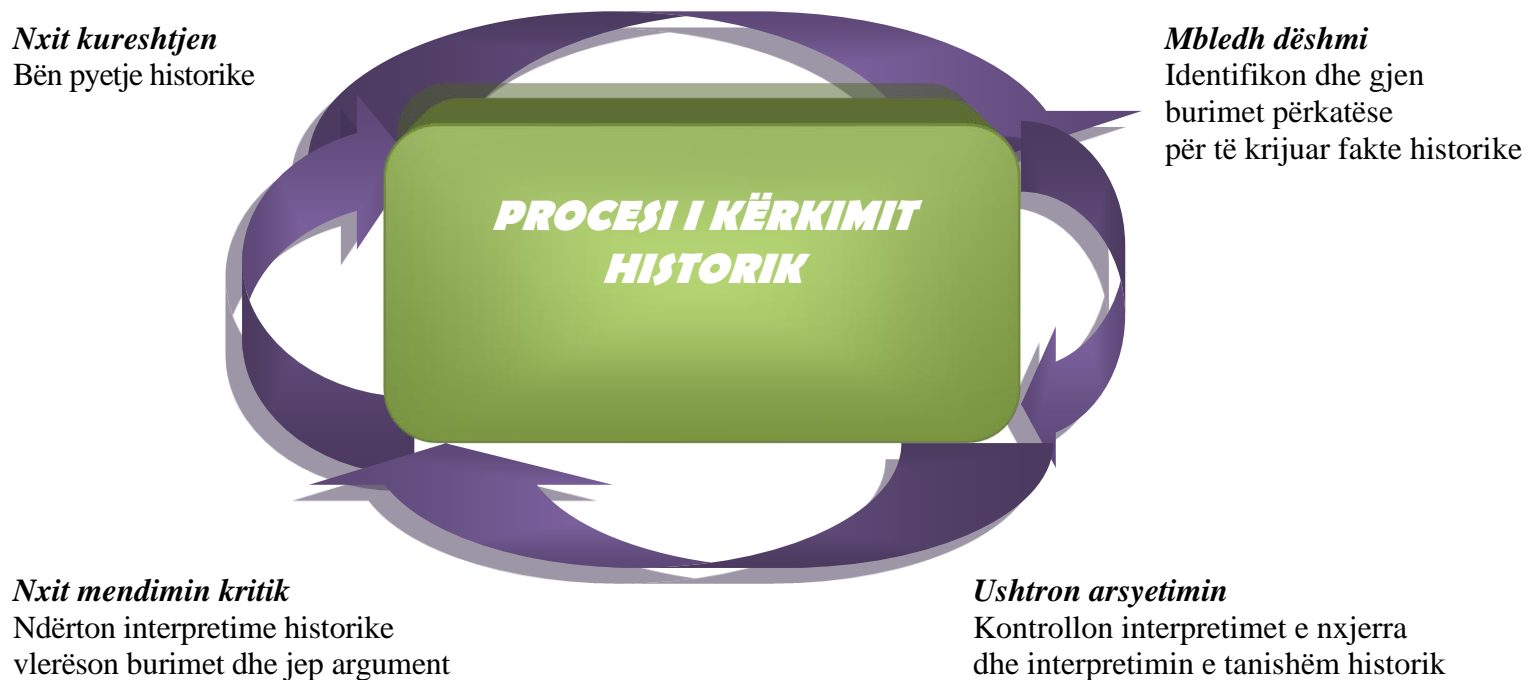 Nxit kureshtjen
Bën pyetje historike
Mbledh dëshmi
Identifikon dhe gjen
burimet përkatëse
për të krijuar fakte historike
PROCESI I KËRKIMIT
HISTORIK
Nxit mendimin kritik
Ndërton interpretime historike
vlerëson burimet dhe jep argument
Ushtron arsyetimin
Kontrollon interpretimet e nxjerra
dhe interpretimin e tanishëm historik